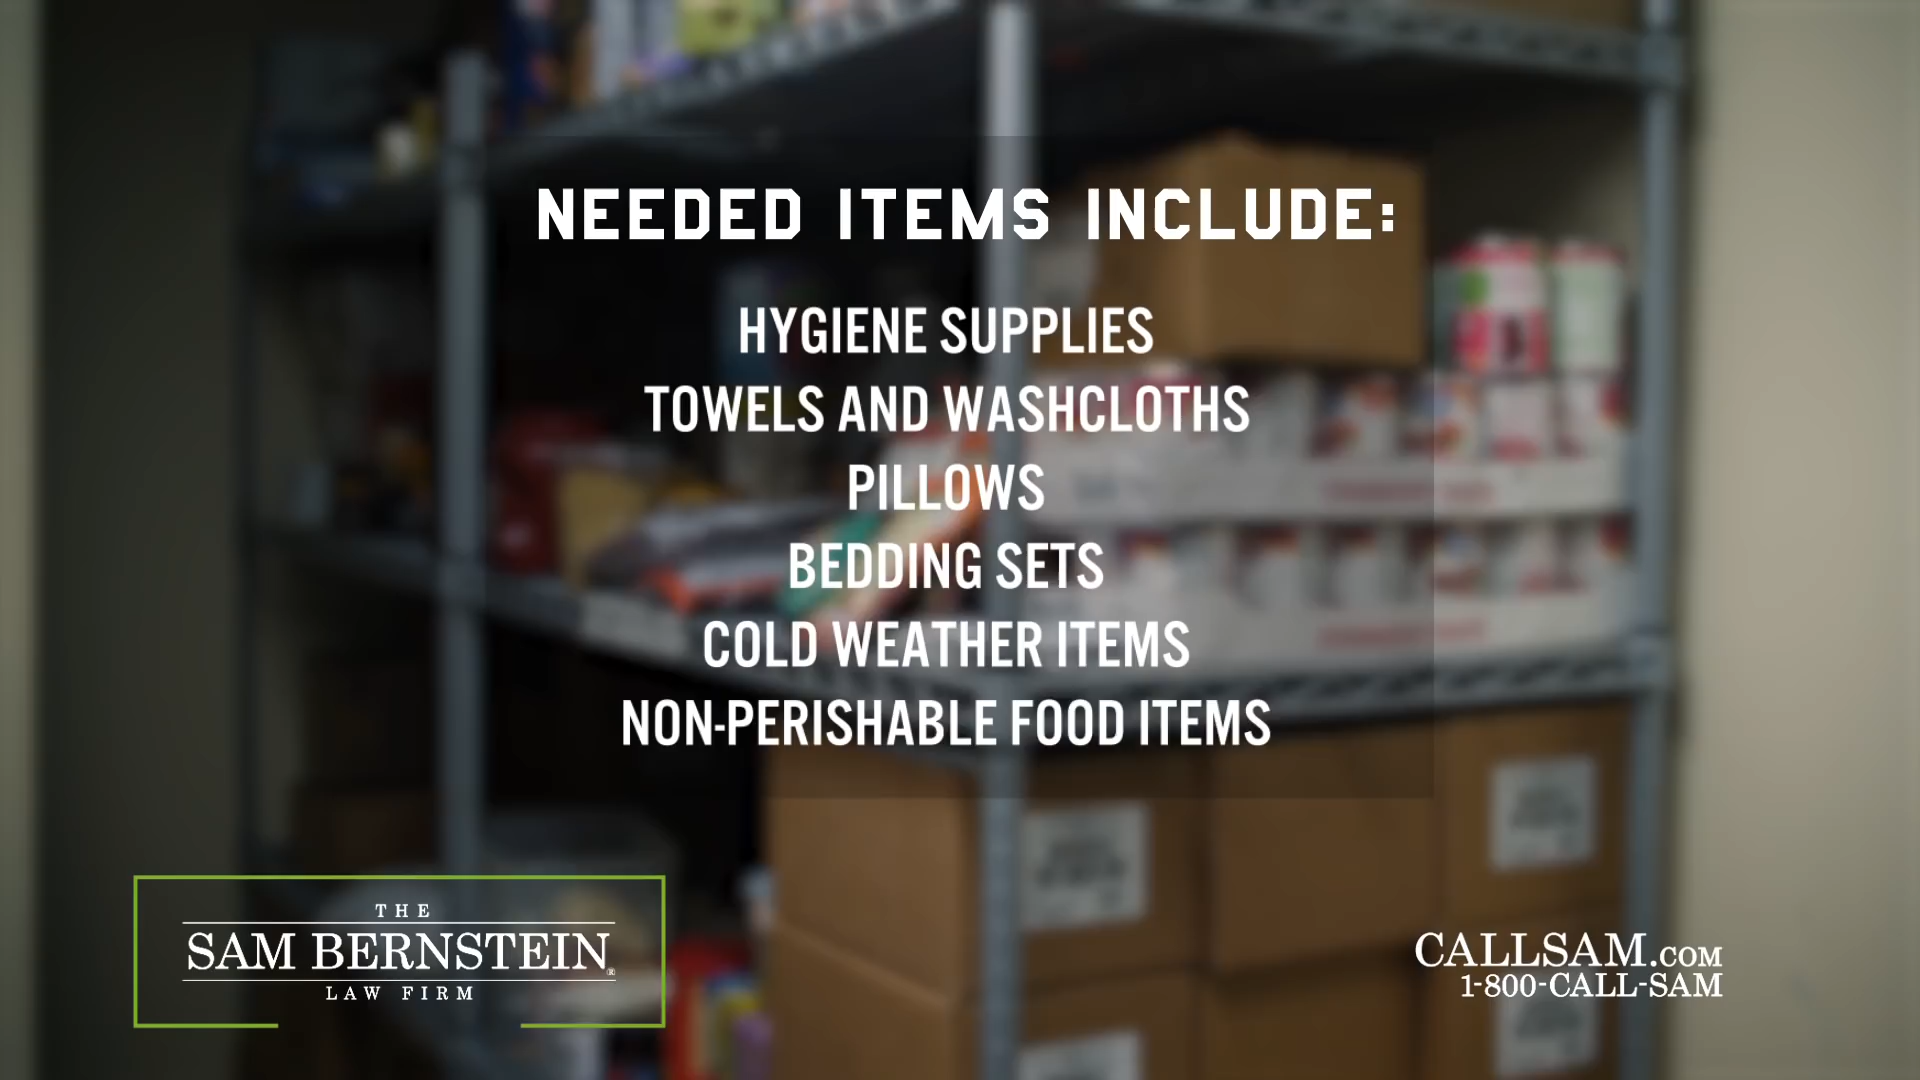 NEEDED ITEMS INCLUDE:
HYGIENE SUPPLIES
TOWELS AND WASHCLOTHS
PILLOWS
BEDDING SETS
COLD WEATHER ITEMS
NON-PERISHABLE FOOD ITEMS
THE
SAM BERNSTEIN®
LAW FIRM
CALLSAM.COM
1-800-CALL-SAM